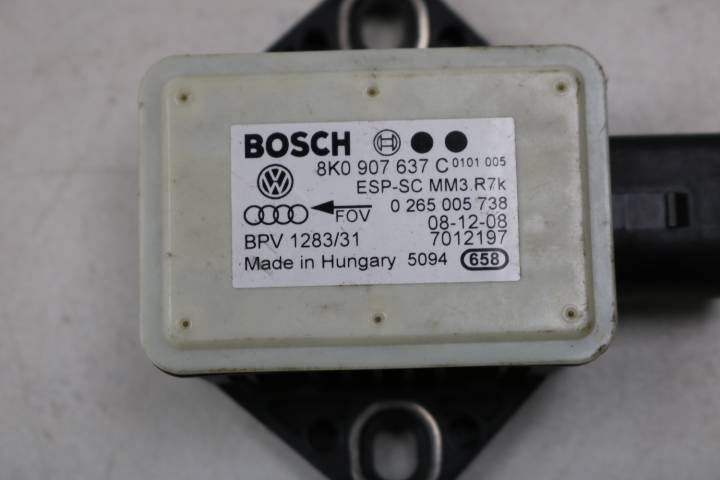 BOSCH
8K0 907 637 C 0101 005
ESP-SC MM3.R7k
FOV 0 265 005 738
08-12-08
BPV 1283/31 7012197
Made in Hungary 5094 658